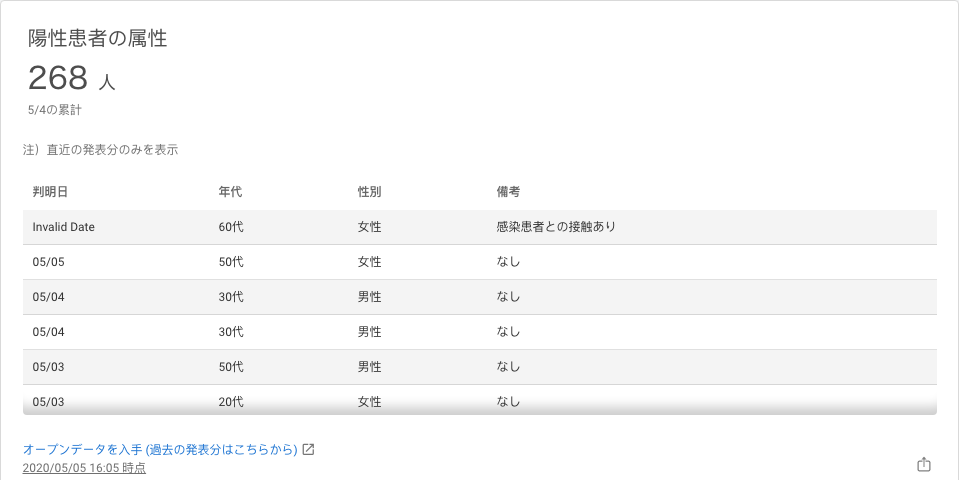 陽性患者の属性
268 人
5/4の累計
注）直近の発表分のみを表示
判明日 年代 性別 備考
Invalid Date 60代 女性 感染患者との接触あり
05/05 50代 女性 なし
05/04 30代 男性 なし
05/04 30代 男性 なし
05/03 50代 男性 なし
05/03 20代 女性 なし
オープンデータを入手 (過去の発表分はこちらから)
2020/05/05 16:05 時点